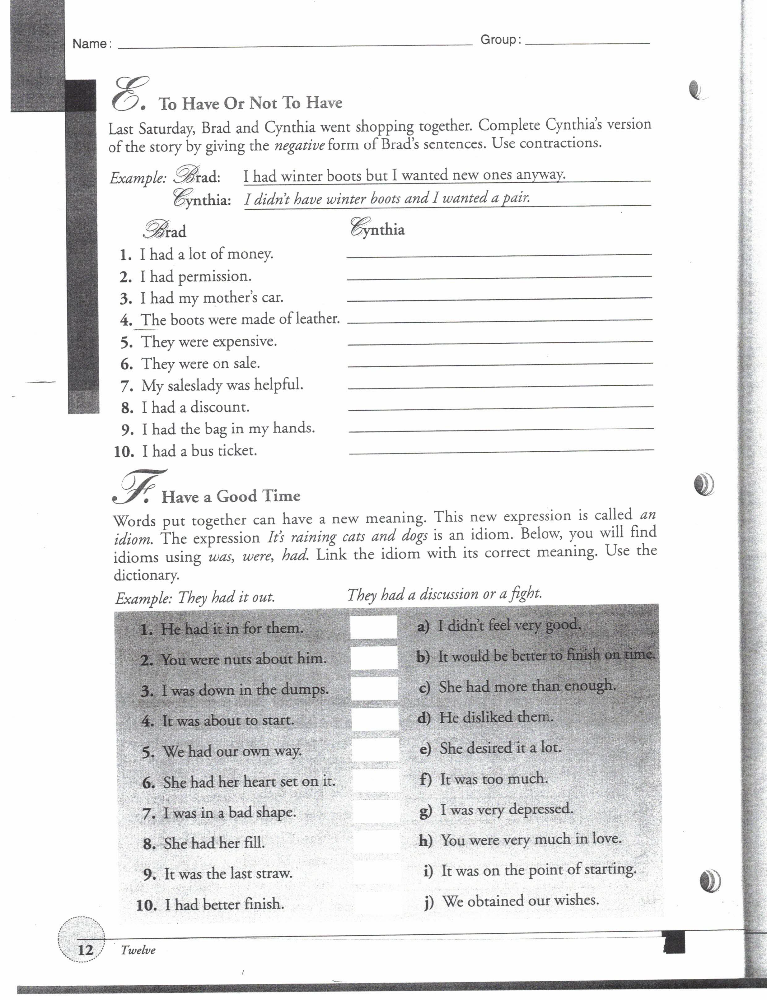 Name: Group:
E. To Have Or Not To Have
Last Saturday, Brad and Cynthia went shopping together. Complete Cynthia's version
of the story by giving the negative form of Brad's sentences. Use contractions.
Example: Brad: I had winter boots but I wanted new ones anyway.
Cynthia: I didn't have winter boots and I wanted a pair.
Brad Cynthia
1. I had a lot of money.
2. I had permission.
3. I had my mother's car.
4. The boots were made of leather.
5. They were expensive.
6. They were on sale.
7. My saleslady was helpful.
8. I had a discount.
9. I had the bag in my hands.
10. I had a bus ticket.
F. Have a Good Time
Words put together can have a new meaning. This new expression is called an
idiom. The expression It's raining cats and dogs is an idiom. Below, you will find
idioms using was, were, had. Link the idiom with its correct meaning. Use the
dictionary.
Example: They had it out. They had a discussion or a fight.
1. He had it in for them. a) I didn't feel very good.
2. You were nuts about him. b) It would be better to finish on time.
3. I was down in the dumps. c) She had more than enough.
4. It was about to start. d) He disliked them.
5. We had our own way. e) She desired it a lot.
6. She had her heart set on it. f) It was too much.
7. I was in a bad shape. g) I was very depressed.
8. She had her fill. h) You were very much in love.
9. It was the last straw. i) It was on the point of starting.
10. I had better finish. j) We obtained our wishes.
12 Twelve